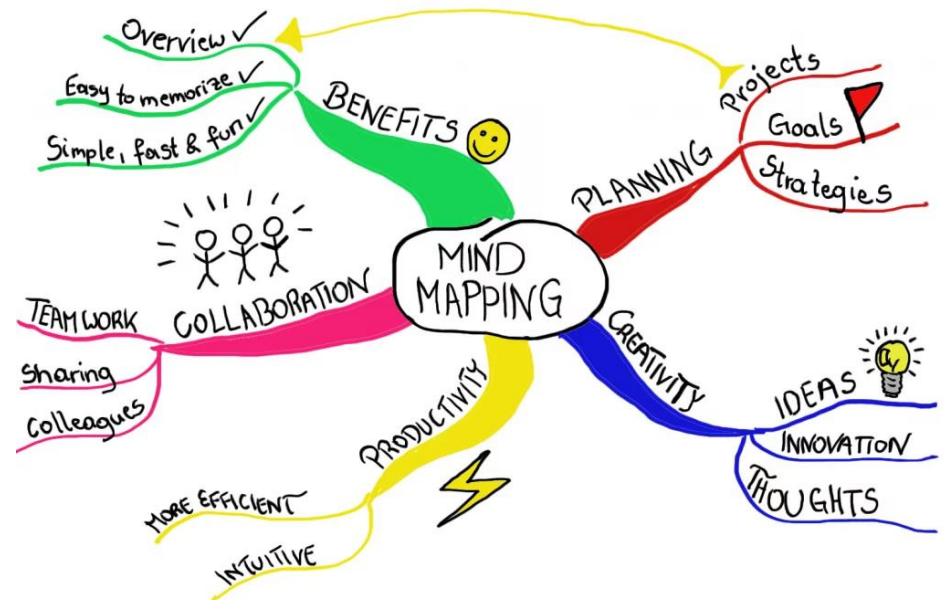 Overview
Easy to memorize
Simple, fast & fun
BENEFITS
Projects
Goals
Strategies
PLANNING
MIND
MAPPING
COLLABORATION
TEAMWORK
Sharing
Colleagues
CREATIVITY
IDEAS
INNOVATION
THOUGHTS
PRODUCTIVITY
MORE EFFICIENT
INTUITIVE